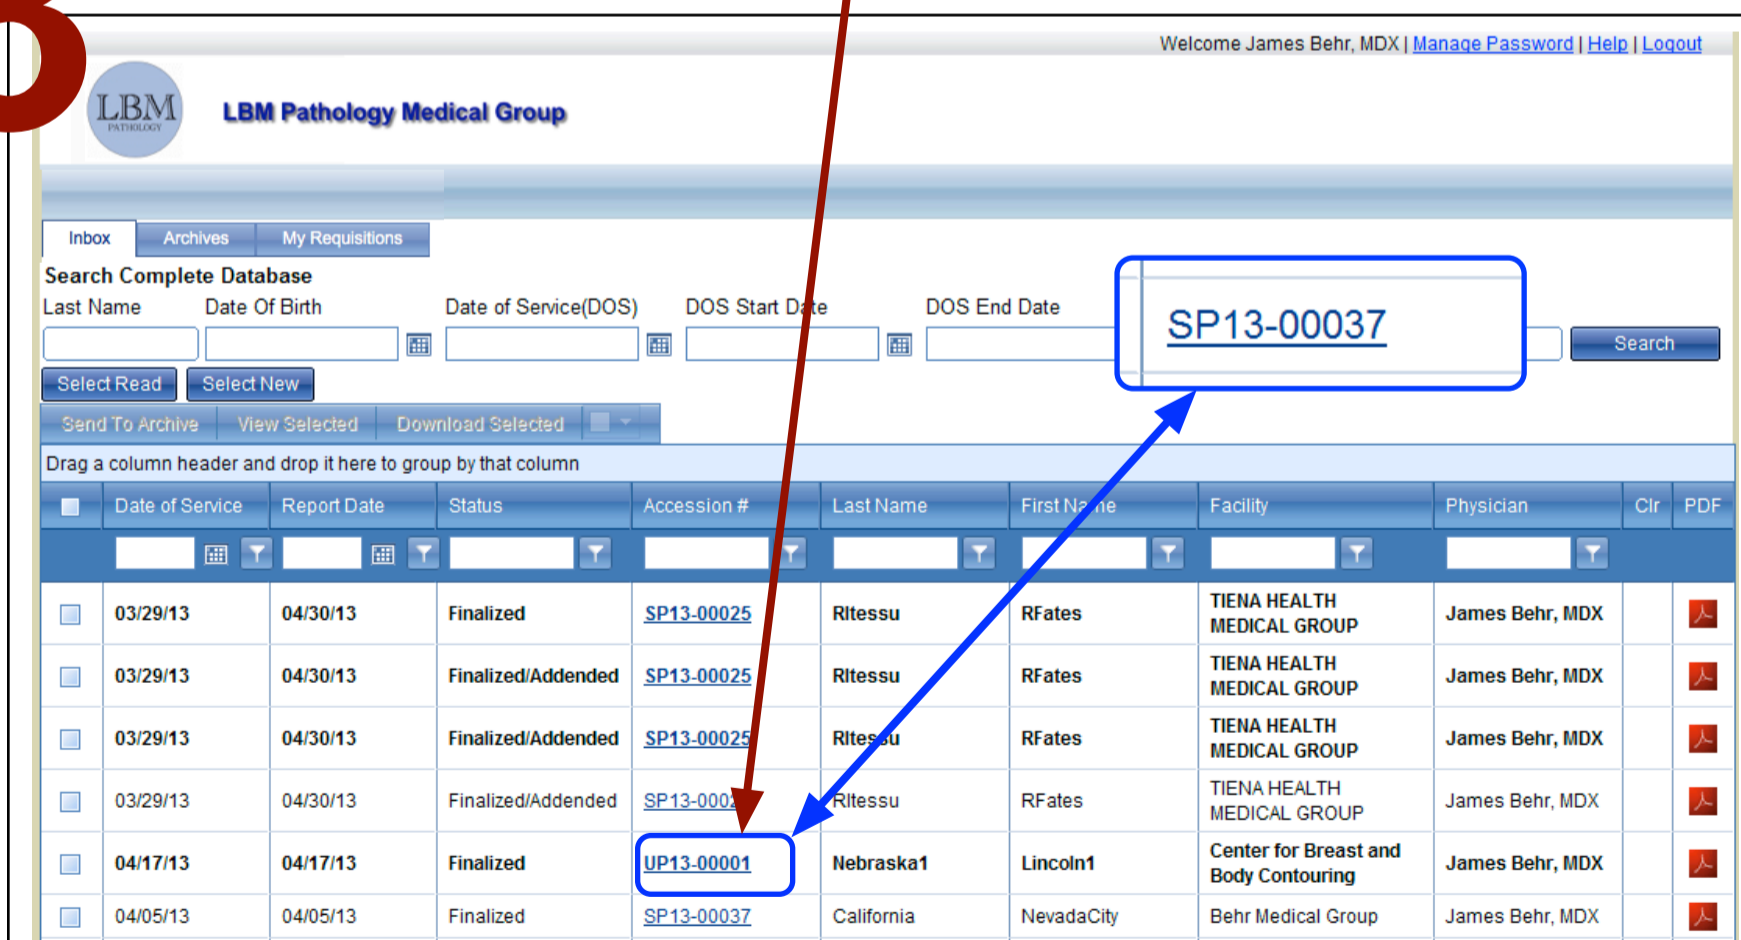 3
Welcome James Behr, MDX | Manage Password | Help | Logout
LBM
PATHOLOGY
LBM Pathology Medical Group
Inbox Archives My Requisitions
Search Complete Database
Last Name Date Of Birth Date of Service(DOS) DOS Start Date DOS End Date
SP13-00037
Search
Select Read Select New
Send To Archive View Selected Download Selected
Drag a column header and drop it here to group by that column
Date of Service Report Date Status Accession # Last Name First Name Facility Physician Clr PDF
03/29/13 04/30/13 Finalized SP13-00025 RItessu RFates TIENA HEALTH MEDICAL GROUP James Behr, MDX
03/29/13 04/30/13 Finalized/Addended SP13-00025 RItessu RFates TIENA HEALTH MEDICAL GROUP James Behr, MDX
03/29/13 04/30/13 Finalized/Addended SP13-00025 RItessu RFates TIENA HEALTH MEDICAL GROUP James Behr, MDX
03/29/13 04/30/13 Finalized/Addended RItessu RFates TIENA HEALTH MEDICAL GROUP James Behr, MDX
04/17/13 04/17/13 Finalized UP13-00001 Nebraska1 Lincoln1 Center for Breast and Body Contouring James Behr, MDX
04/05/13 04/05/13 Finalized SP13-00037 California NevadaCity Behr Medical Group James Behr, MDX